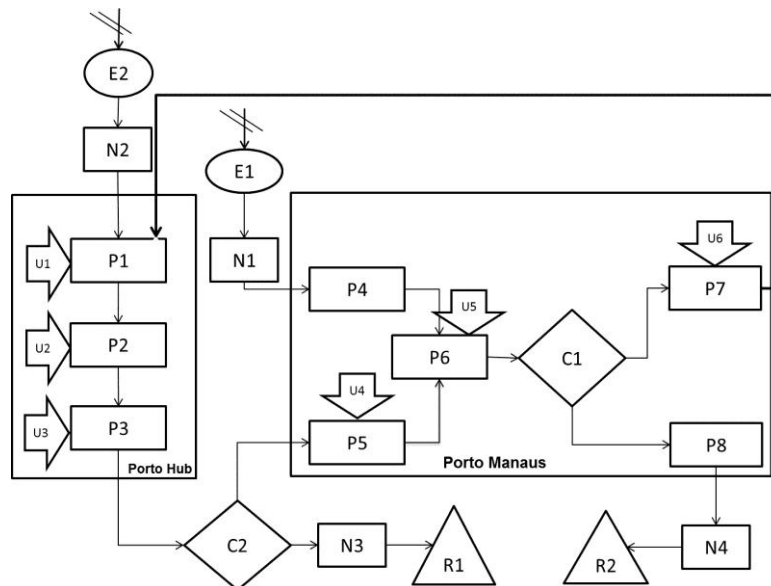 E2
N2
E1
U1
P1
N1
U6
P7
P4
U5
U2
P2
P6
C1
U4
U3
P3
P5
P8
Porto Hub
Porto Manaus
C2
N3
R1
R2
N4